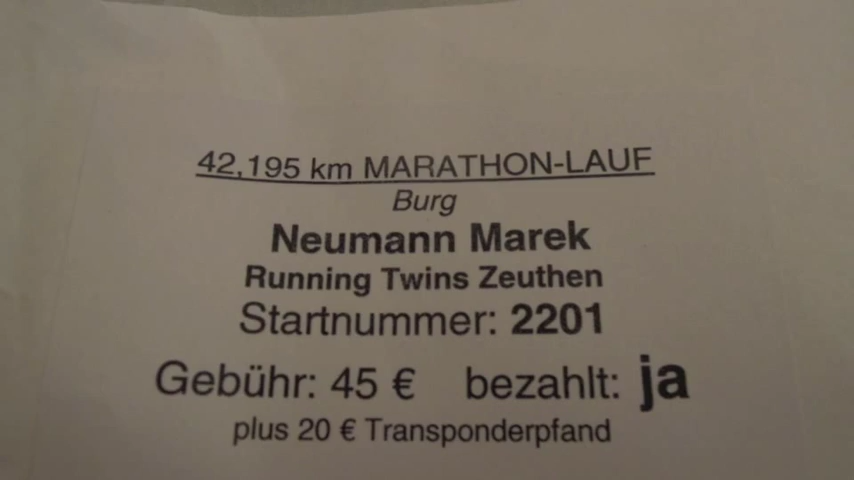 42,195 km MARATHON-LAUF
Burg
Neumann Marek
Running Twins Zeuthen
Startnummer: 2201
Gebühr: 45 € bezahlt: ja
plus 20 € Transponderpfand